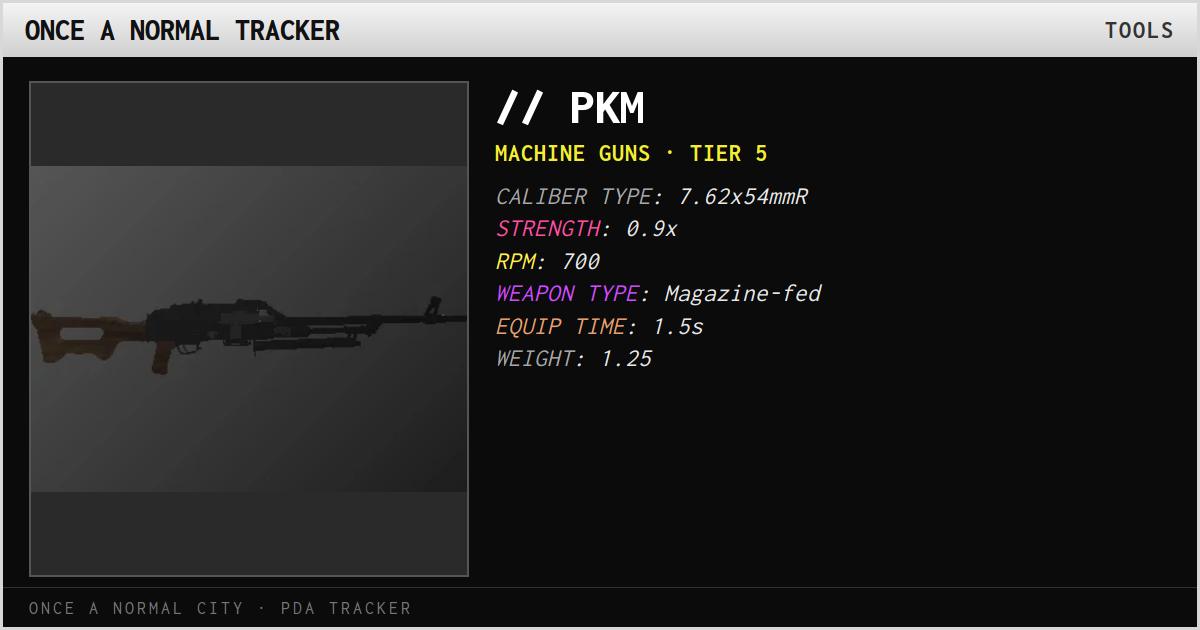 ONCE A NORMAL TRACKER
TOOLS
// PKM
MACHINE GUNS · TIER 5
CALIBER TYPE: 7.62x54mmR
STRENGTH: 0.9x
RPM: 700
WEAPON TYPE: Magazine-fed
EQUIP TIME: 1.5s
WEIGHT: 1.25
ONCE A NORMAL CITY · PDA TRACKER